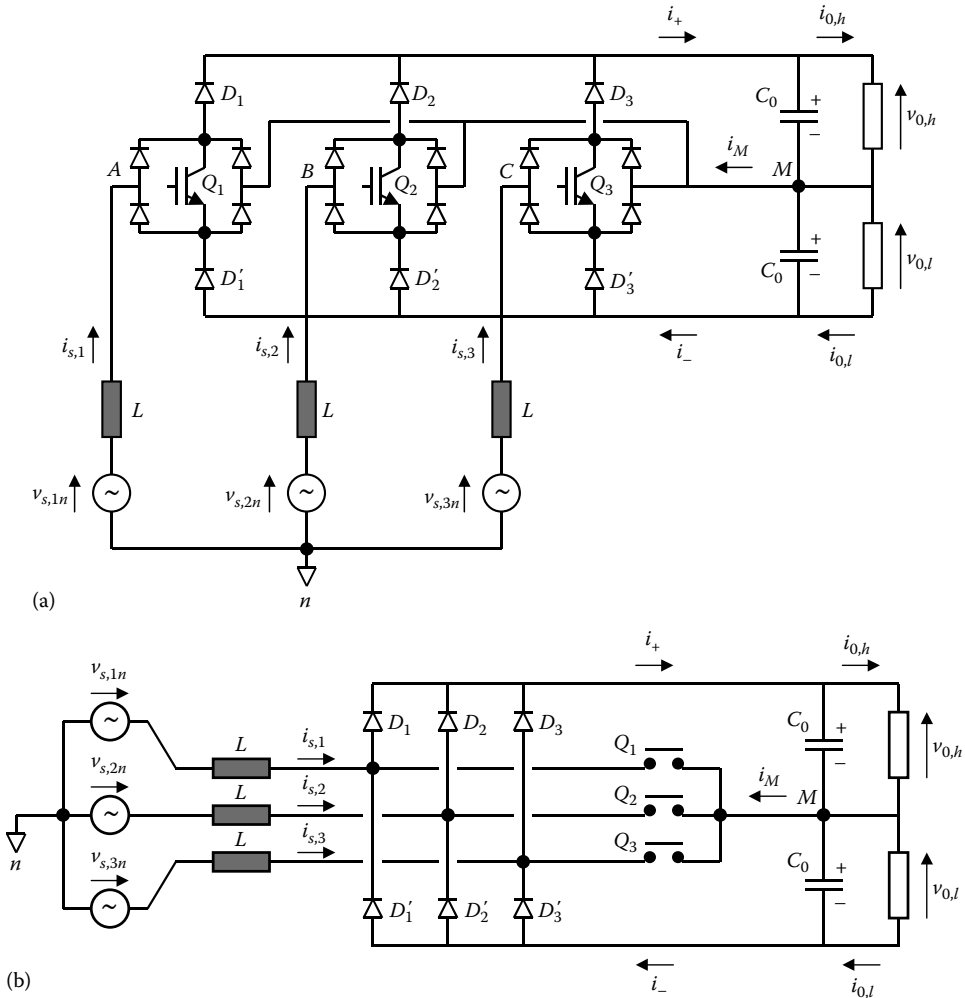 i+ i0,h
D1 D2 D3 C0 + − v0,h
A Q1 B Q2 C Q3 iM M
D′1 D′2 D′3 C0 + − v0,l
is,1 is,2 is,3 i− i0,l
L L L
vs,1n ~ vs,2n ~ vs,3n ~
n
(a)
vs,1n i+ i0,h
~ L is,1 D1 D2 D3 Q1 C0 + − v0,h
vs,2n
~ L is,2 Q2 iM M
n
vs,3n L is,3 Q3
~ D′1 D′2 D′3 C0 + − v0,l
(b) i− i0,l